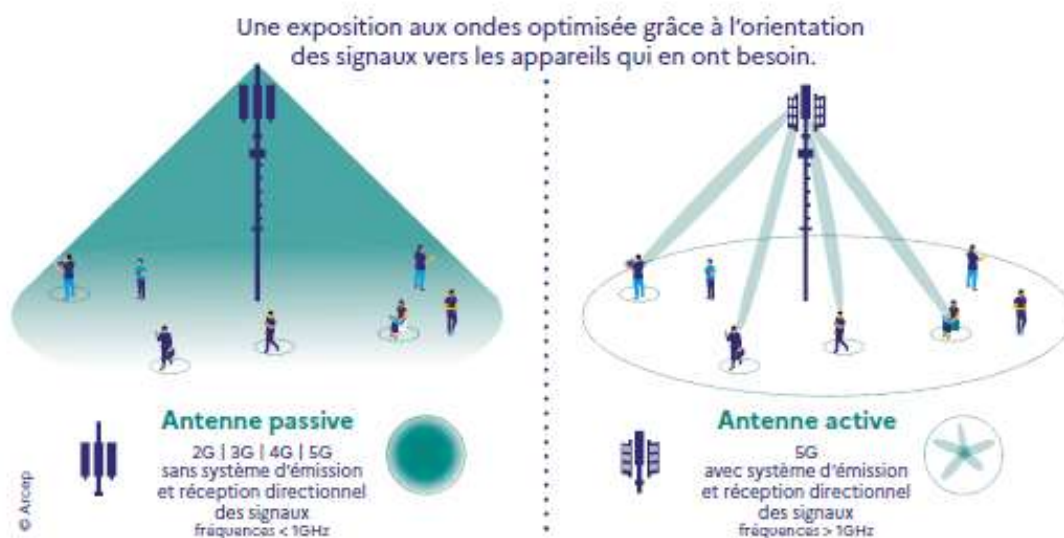 Une exposition aux ondes optimisée grâce à l'orientation
des signaux vers les appareils qui en ont besoin.
Antenne passive
2G | 3G | 4G | 5G
sans système d'émission
et réception directionnel
des signaux
fréquences < 1GHz
Antenne active
5G
avec système d'émission
et réception directionnel
des signaux
fréquences > 1GHz
© Arcep